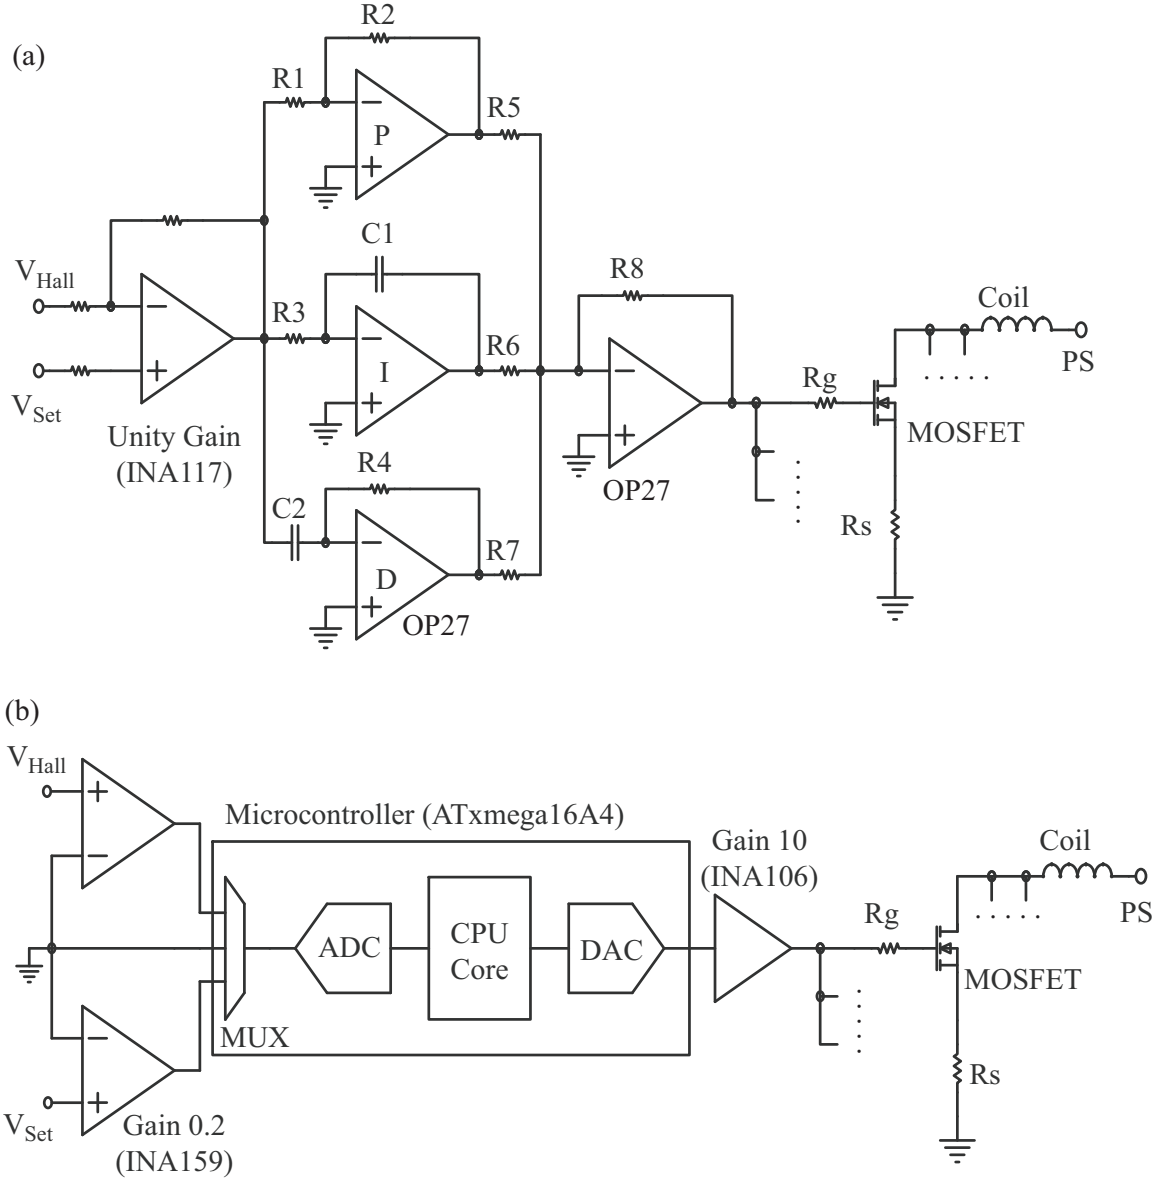 (a)
R2
R1
R5
P
−
+
V_Hall
V_Set
−
+
Unity Gain
(INA117)
C1
R3
R6
I
−
+
R4
C2
R7
D
−
+
OP27
R8
−
+
OP27
Rg
Coil
PS
MOSFET
Rs
(b)
V_Hall
+
−
Microcontroller (ATxmega16A4)
ADC
CPU
Core
DAC
MUX
Gain 10
(INA106)
V_Set
−
+
Gain 0.2
(INA159)
Rg
Coil
PS
MOSFET
Rs